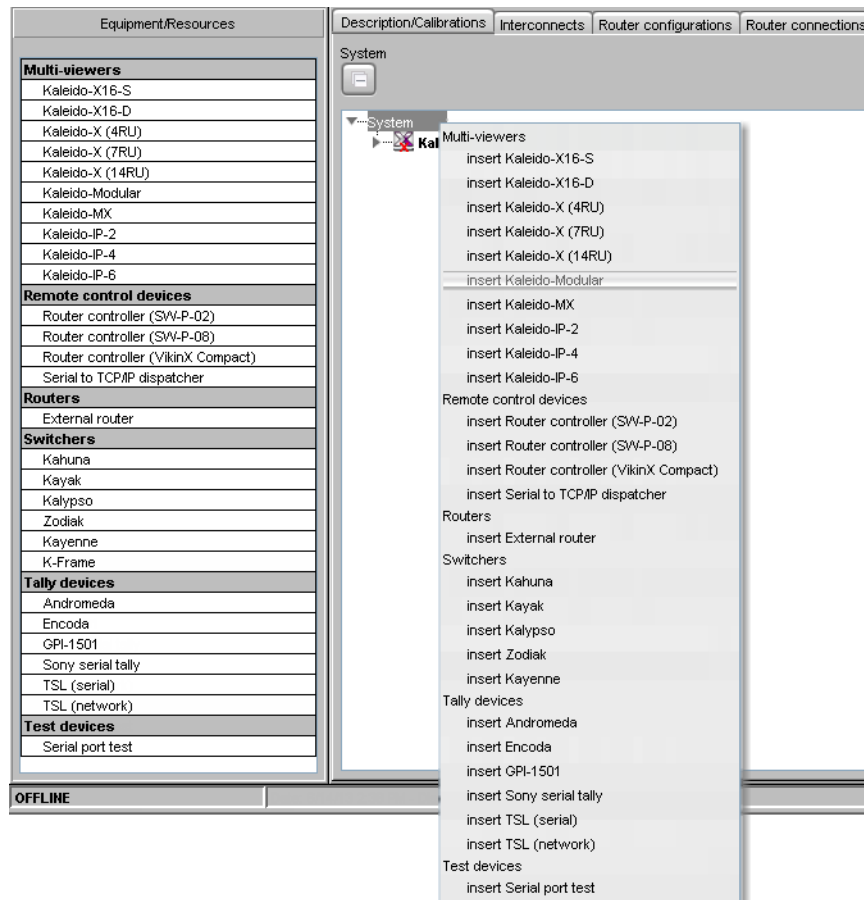 Equipment/Resources
Multi-viewers
Kaleido-X16-S
Kaleido-X16-D
Kaleido-X (4RU)
Kaleido-X (7RU)
Kaleido-X (14RU)
Kaleido-Modular
Kaleido-MX
Kaleido-IP-2
Kaleido-IP-4
Kaleido-IP-6
Remote control devices
Router controller (SW-P-02)
Router controller (SW-P-08)
Router controller (VikinX Compact)
Serial to TCP/IP dispatcher
Routers
External router
Switchers
Kahuna
Kayak
Kalypso
Zodiak
Kayenne
K-Frame
Tally devices
Andromeda
Encoda
GPI-1501
Sony serial tally
TSL (serial)
TSL (network)
Test devices
Serial port test
OFFLINE
Description/Calibrations Interconnects Router configurations Router connections
System
System
Kal
Multi-viewers
insert Kaleido-X16-S
insert Kaleido-X16-D
insert Kaleido-X (4RU)
insert Kaleido-X (7RU)
insert Kaleido-X (14RU)
insert Kaleido-Modular
insert Kaleido-MX
insert Kaleido-IP-2
insert Kaleido-IP-4
insert Kaleido-IP-6
Remote control devices
insert Router controller (SW-P-02)
insert Router controller (SW-P-08)
insert Router controller (VikinX Compact)
insert Serial to TCP/IP dispatcher
Routers
insert External router
Switchers
insert Kahuna
insert Kayak
insert Kalypso
insert Zodiak
insert Kayenne
Tally devices
insert Andromeda
insert Encoda
insert GPI-1501
insert Sony serial tally
insert TSL (serial)
insert TSL (network)
Test devices
insert Serial port test